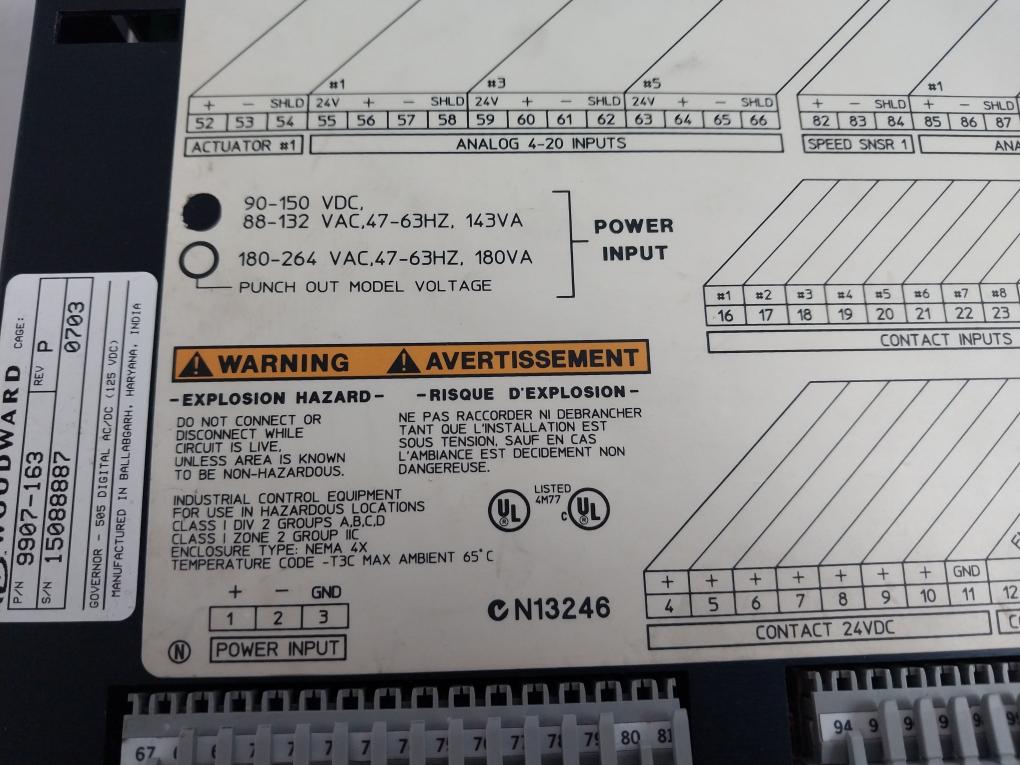 #1 #3 #5
+ − SHLD 24V + − SHLD 24V + − SHLD 24V + − SHLD
52 53 54 55 56 57 58 59 60 61 62 63 64 65 66
ACTUATOR #1 ANALOG 4-20 INPUTS
#1
+ − SHLD + − SHLD
82 83 84 85 86 87
SPEED SNSR 1
90-150 VDC,
88-132 VAC,47-63HZ, 143VA
180-264 VAC,47-63HZ, 180VA
PUNCH OUT MODEL VOLTAGE
POWER
INPUT
#1 #2 #3 #4 #5 #6 #7 #8
16 17 18 19 20 21 22 23
CONTACT INPUTS
WARNING AVERTISSEMENT
-EXPLOSION HAZARD-
DO NOT CONNECT OR
DISCONNECT WHILE
CIRCUIT IS LIVE,
UNLESS AREA IS KNOWN
TO BE NON-HAZARDOUS.
-RISQUE D'EXPLOSION-
NE PAS RACCORDER NI DEBRANCHER
TANT QUE L'INSTALLATION EST
SOUS TENSION, SAUF EN CAS
L'AMBIANCE EST DECIDEMENT NON
DANGEREUSE.
INDUSTRIAL CONTROL EQUIPMENT
FOR USE IN HAZARDOUS LOCATIONS
CLASS I DIV 2 GROUPS A,B,C,D
CLASS I ZONE 2 GROUP IIC
ENCLOSURE TYPE: NEMA 4X
TEMPERATURE CODE -T3C MAX AMBIENT 65°C
UL ®
LISTED
4M77
C UL ®
N13246
+ − GND
1 2 3
POWER INPUT
N
+ + + + + + + GND
4 5 6 7 8 9 10 11 12
CONTACT 24VDC
WOODWARD CAGE:
P/N 9907-163 REV P
S/N 15088887 0703
GOVERNOR - 505 DIGITAL AC/DC (125 VDC)
MANUFACTURED IN BALLABGARH, HARYANA, INDIA
67 80 81
94